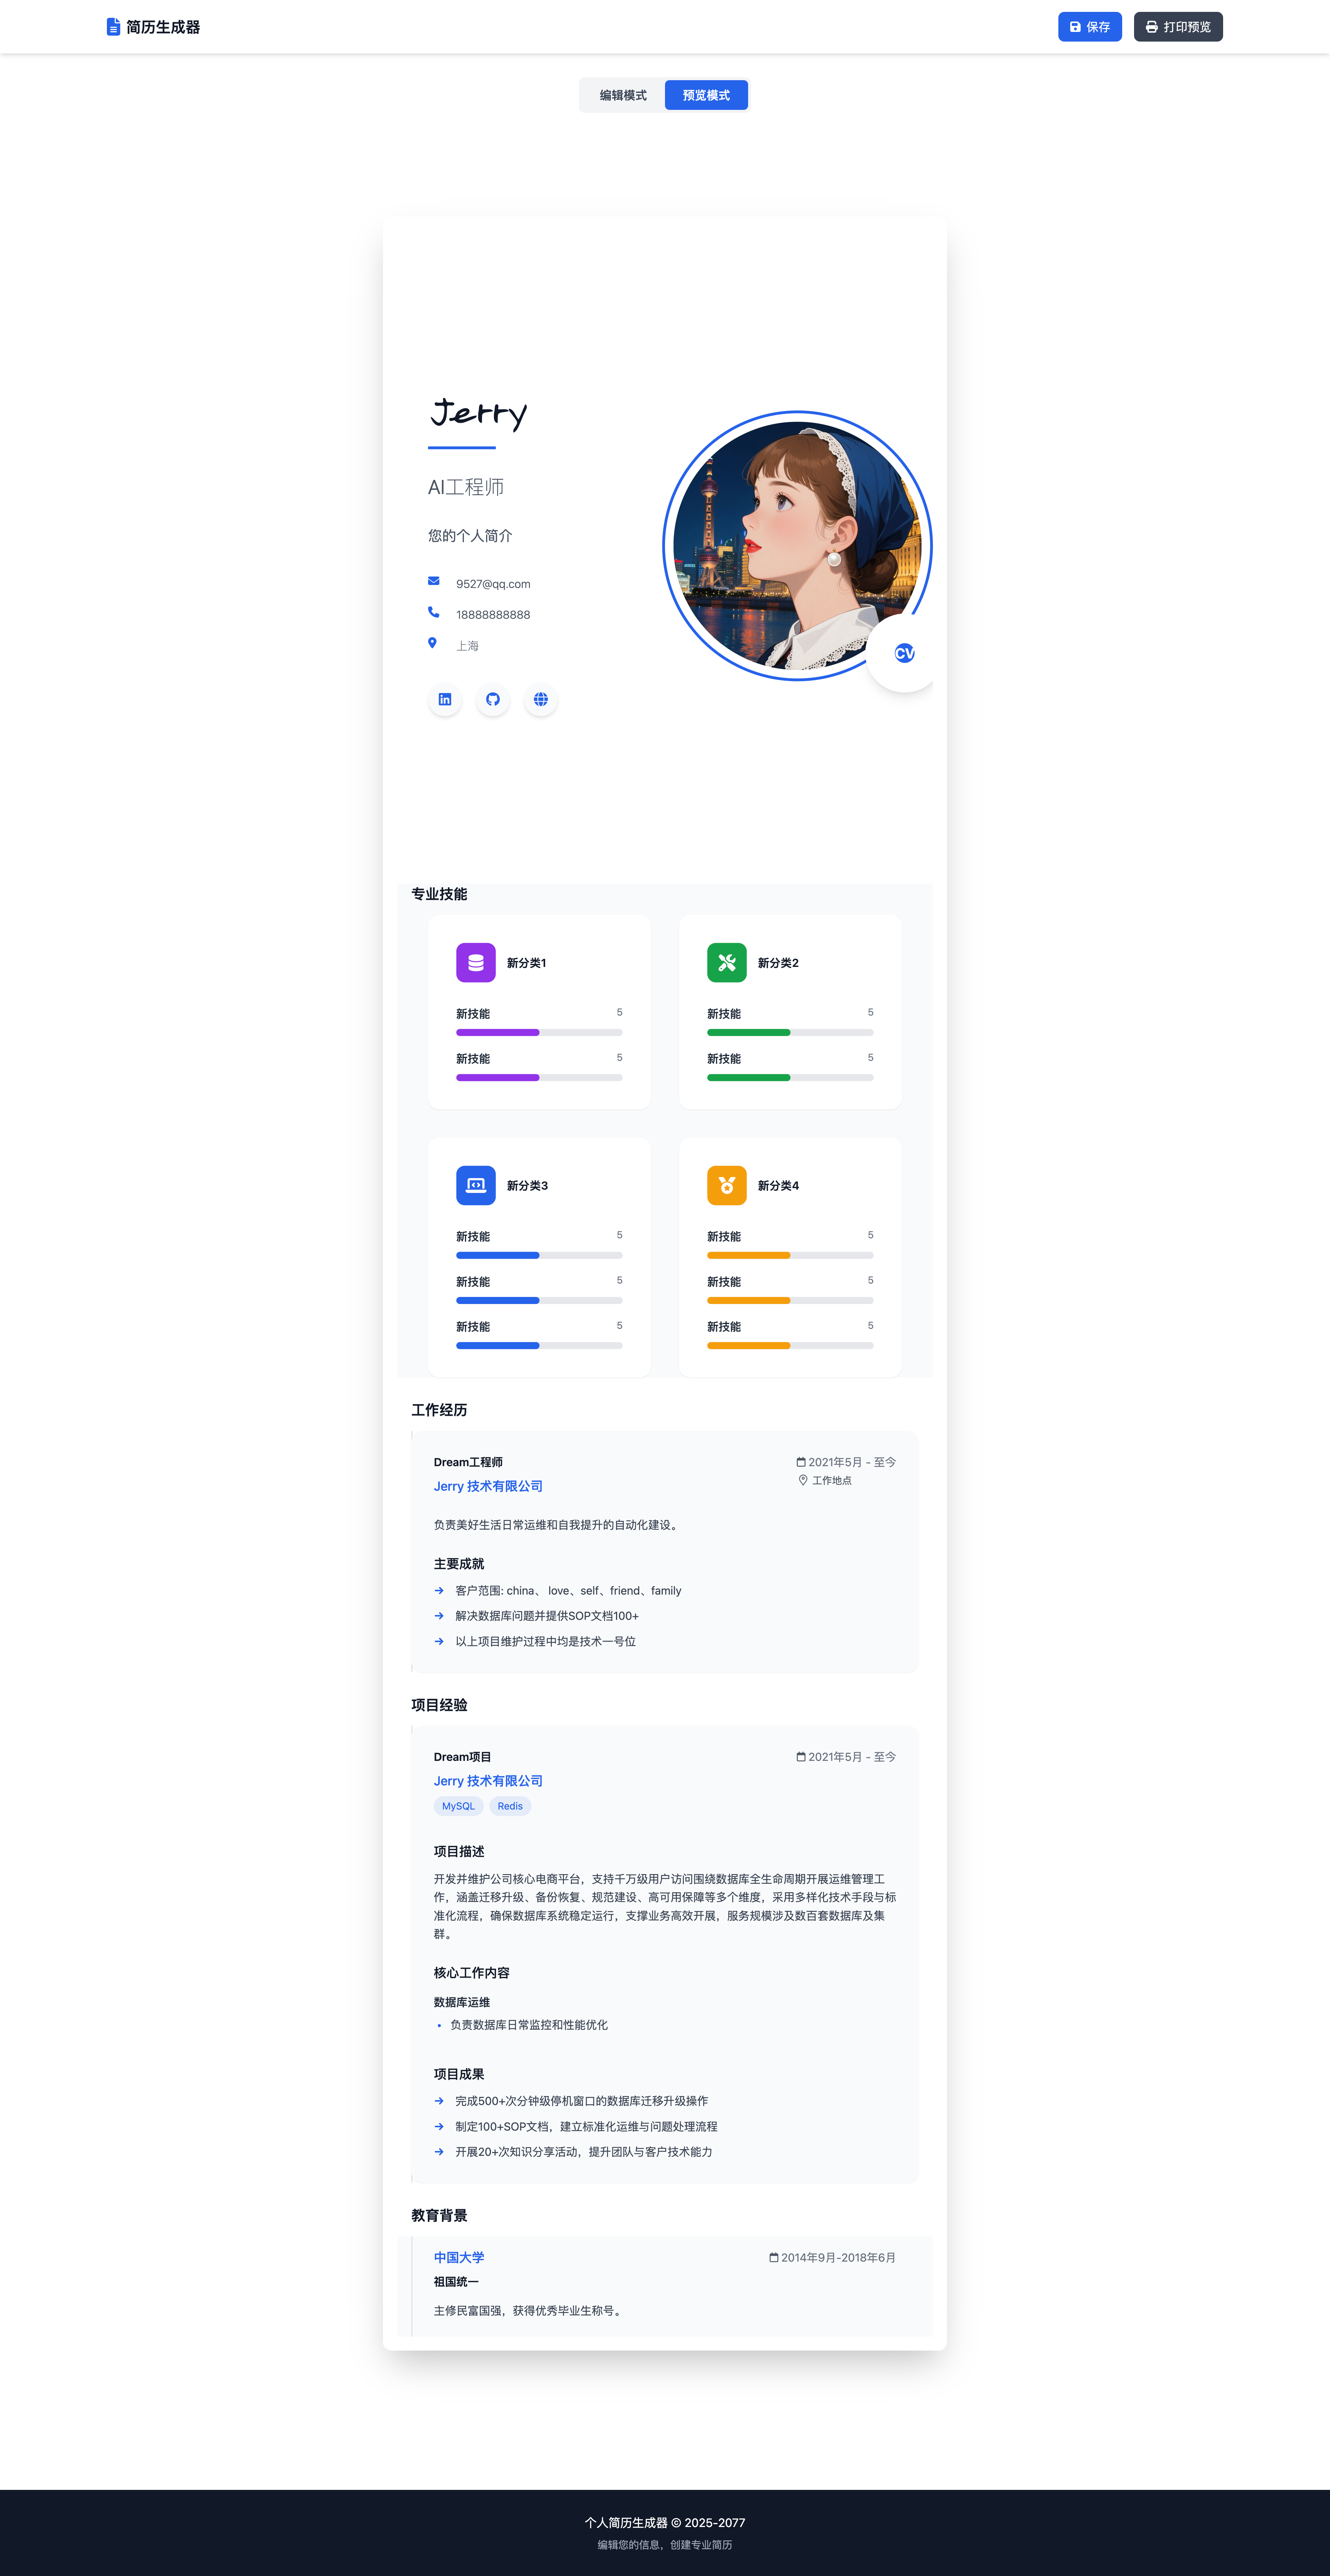 简历生成器
保存
打印预览
编辑模式
预览模式
Jerry
AI工程师
您的个人简介
9527@qq.com
18888888888
上海
CV
专业技能
新分类1
新技能 5
新技能 5
新分类2
新技能 5
新技能 5
新分类3
新技能 5
新技能 5
新技能 5
新分类4
新技能 5
新技能 5
新技能 5
工作经历
Dream工程师
2021年5月 - 至今
Jerry 技术有限公司
工作地点
负责美好生活日常运维和自我提升的自动化建设。
主要成就
客户范围: china、 love、self、friend、family
解决数据库问题并提供SOP文档100+
以上项目维护过程中均是技术一号位
项目经验
Dream项目
2021年5月 - 至今
Jerry 技术有限公司
MySQL
Redis
项目描述
开发并维护公司核心电商平台，支持千万级用户访问围绕数据库全生命周期开展运维管理工
作，涵盖迁移升级、备份恢复、规范建设、高可用保障等多个维度，采用多样化技术手段与标
准化流程，确保数据库系统稳定运行，支撑业务高效开展，服务规模涉及数百套数据库及集
群。
核心工作内容
数据库运维
• 负责数据库日常监控和性能优化
项目成果
完成500+次分钟级停机窗口的数据库迁移升级操作
制定100+SOP文档，建立标准化运维与问题处理流程
开展20+次知识分享活动，提升团队与客户技术能力
教育背景
中国大学
2014年9月-2018年6月
祖国统一
主修民富国强，获得优秀毕业生称号。
个人简历生成器 © 2025-2077
编辑您的信息，创建专业简历